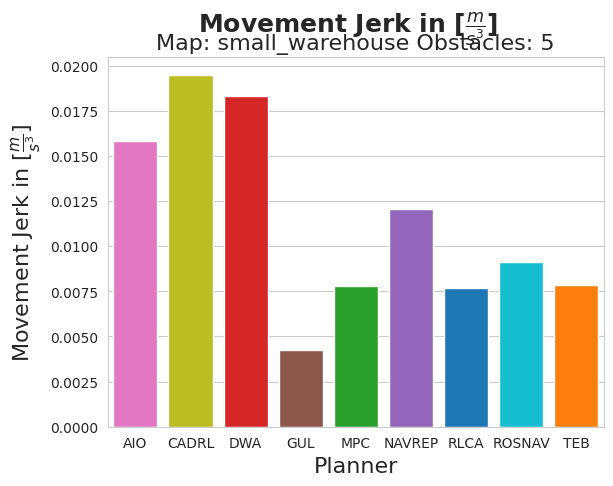 Movement Jerk in [m/s³]
Map: small_warehouse Obstacles: 5
Movement Jerk in [m/s³]
0.0200
0.0175
0.0150
0.0125
0.0100
0.0075
0.0050
0.0025
0.0000
AIO CADRL DWA GUL MPC NAVREP RLCA ROSNAV TEB
Planner